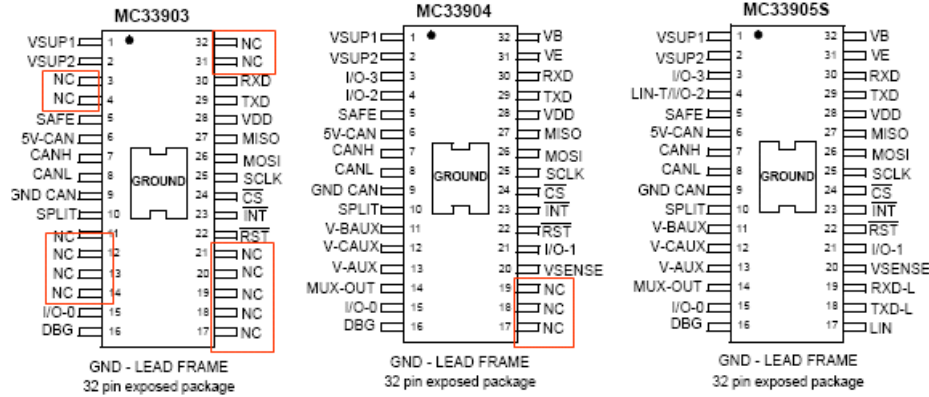 MC33903
VSUP1 1 32 NC
VSUP2 2 31 NC
NC 3 30 RXD
NC 4 29 TXD
SAFE 5 28 VDD
5V-CAN 6 27 MISO
CANH 7 26 MOSI
CANL 8 25 SCLK
GND CAN 9 24 CS
SPLIT 10 23 INT
NC 11 22 RST
NC 12 21 NC
NC 13 20 NC
NC 14 19 NC
I/O-0 15 18 NC
DBG 16 17 NC
GROUND
GND - LEAD FRAME
32 pin exposed package
MC33904
VSUP1 1 32 VB
VSUP2 2 31 VE
I/O-3 3 30 RXD
I/O-2 4 29 TXD
SAFE 5 28 VDD
5V-CAN 6 27 MISO
CANH 7 26 MOSI
CANL 8 25 SCLK
GND CAN 9 24 CS
SPLIT 10 23 INT
V-BAUX 11 22 RST
V-CAUX 12 21 I/O-1
V-AUX 13 20 VSENSE
MUX-OUT 14 19 NC
I/O-0 15 18 NC
DBG 16 17 NC
GROUND
GND - LEAD FRAME
32 pin exposed package
MC33905S
VSUP1 1 32 VB
VSUP2 2 31 VE
I/O-3 3 30 RXD
LIN-T/I/O-2 4 29 TXD
SAFE 5 28 VDD
5V-CAN 6 27 MISO
CANH 7 26 MOSI
CANL 8 25 SCLK
GND CAN 9 24 CS
SPLIT 10 23 INT
V-BAUX 11 22 RST
V-CAUX 12 21 I/O-1
V-AUX 13 20 VSENSE
MUX-OUT 14 19 RXD-L
I/O-0 15 18 TXD-L
DBG 16 17 LIN
GROUND
GND - LEAD FRAME
32 pin exposed package